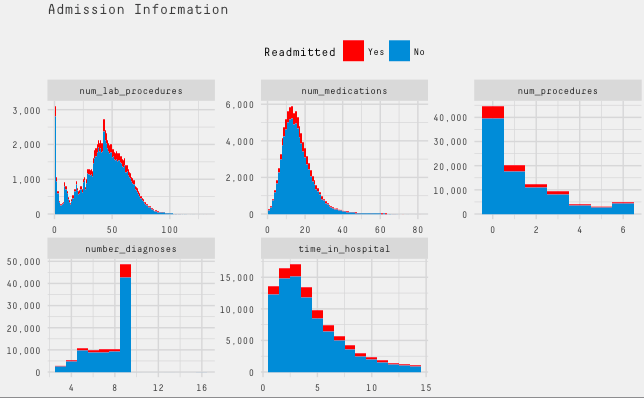 Admission Information
Readmitted Yes No
num_lab_procedures num_medications num_procedures
3,000
2,000
1,000
0
0 50 100
6,000
4,000
2,000
0
0 20 40 60 80
40,000
30,000
20,000
10,000
0
0 2 4 6
number_diagnoses time_in_hospital
50,000
40,000
30,000
20,000
10,000
0
4 8 12 16
15,000
10,000
5,000
0
0 5 10 15